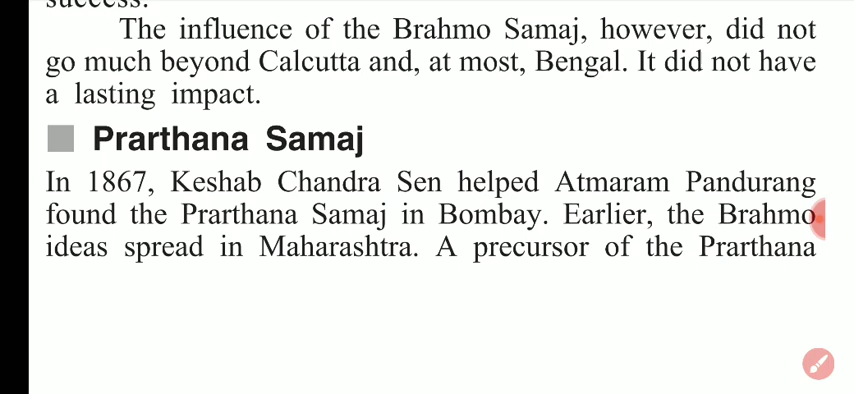 success.
The influence of the Brahmo Samaj, however, did not
go much beyond Calcutta and, at most, Bengal. It did not have
a lasting impact.
Prarthana Samaj
In 1867, Keshab Chandra Sen helped Atmaram Pandurang
found the Prarthana Samaj in Bombay. Earlier, the Brahmo
ideas spread in Maharashtra. A precursor of the Prarthana